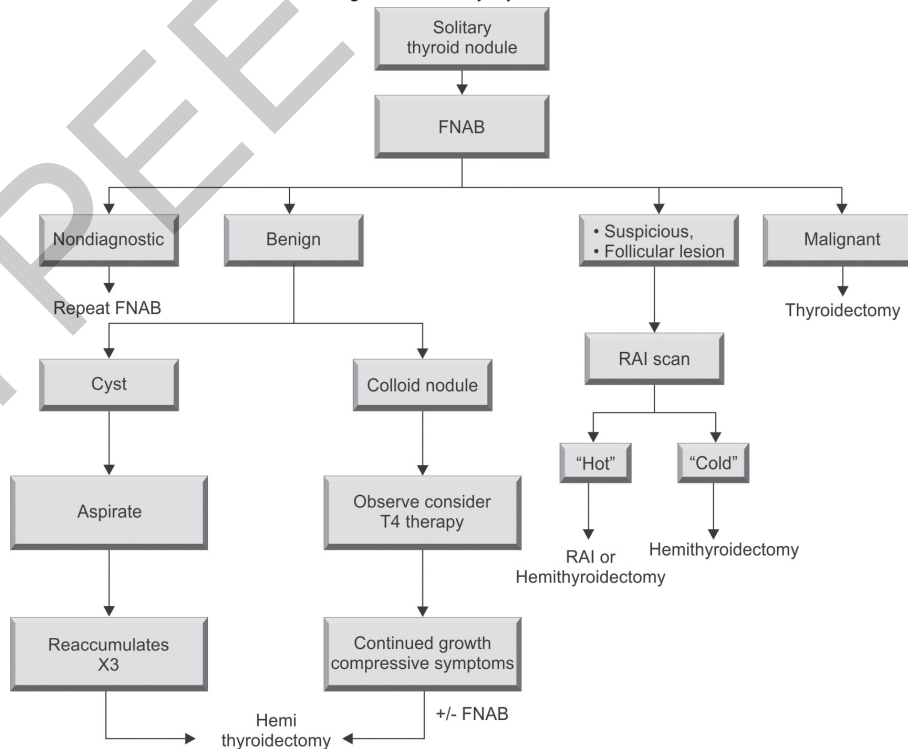 Solitary
thyroid nodule
FNAB
Nondiagnostic
Benign
• Suspicious,
• Follicular lesion
Malignant
Repeat FNAB
Thyroidectomy
RAI scan
Cyst
Colloid nodule
“Hot”
“Cold”
Aspirate
Observe consider
T4 therapy
RAI or
Hemithyroidectomy
Hemithyroidectomy
Reaccumulates
X3
Continued growth
compressive symptoms
+/- FNAB
Hemi
thyroidectomy
PEE